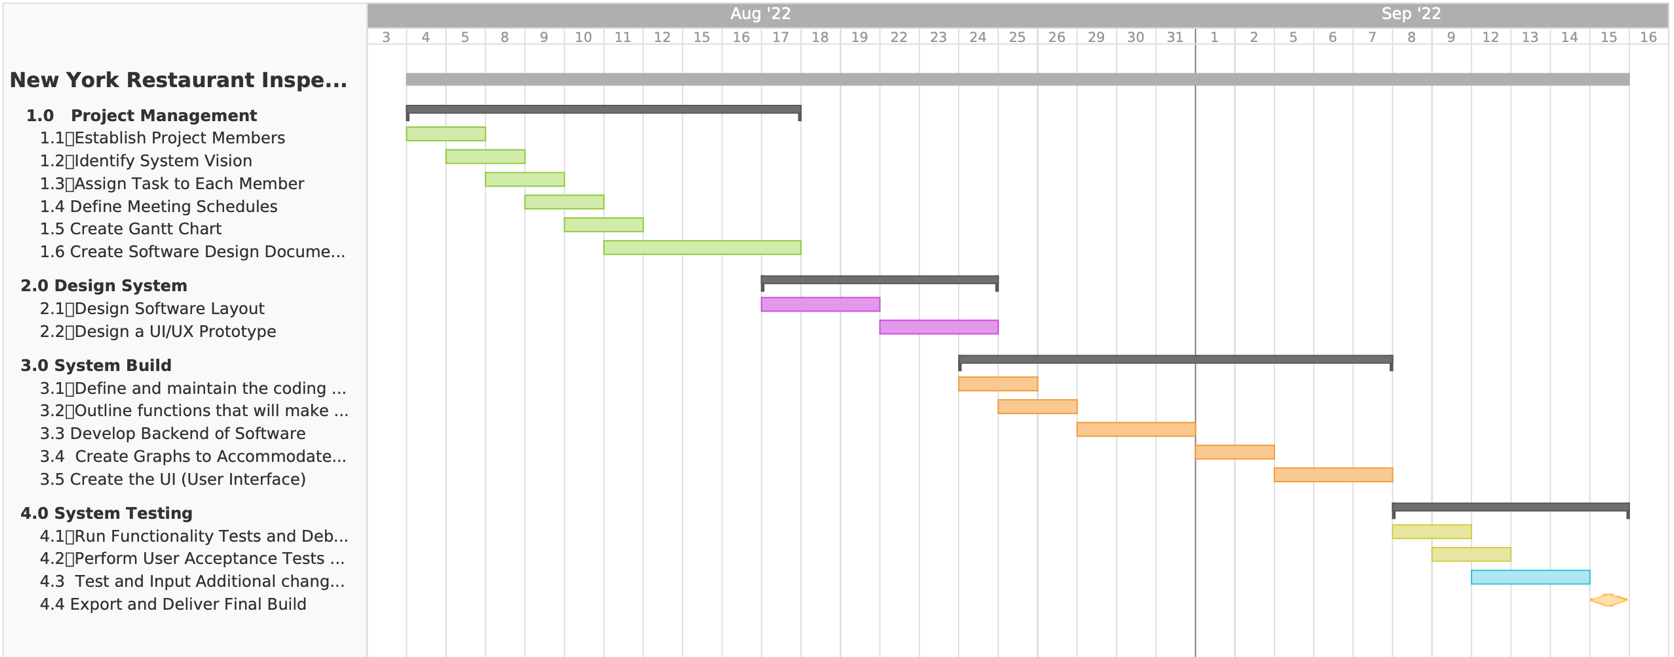 Aug '22 Sep '22
3 4 5 8 9 10 11 12 15 16 17 18 19 22 23 24 25 26 29 30 31 1 2 5 6 7 8 9 12 13 14 15 16
New York Restaurant Inspe...
1.0 Project Management
1.1▯Establish Project Members
1.2▯Identify System Vision
1.3▯Assign Task to Each Member
1.4 Define Meeting Schedules
1.5 Create Gantt Chart
1.6 Create Software Design Docume...
2.0 Design System
2.1▯Design Software Layout
2.2▯Design a UI/UX Prototype
3.0 System Build
3.1▯Define and maintain the coding ...
3.2▯Outline functions that will make ...
3.3 Develop Backend of Software
3.4 Create Graphs to Accommodate...
3.5 Create the UI (User Interface)
4.0 System Testing
4.1▯Run Functionality Tests and Deb...
4.2▯Perform User Acceptance Tests ...
4.3 Test and Input Additional chang...
4.4 Export and Deliver Final Build